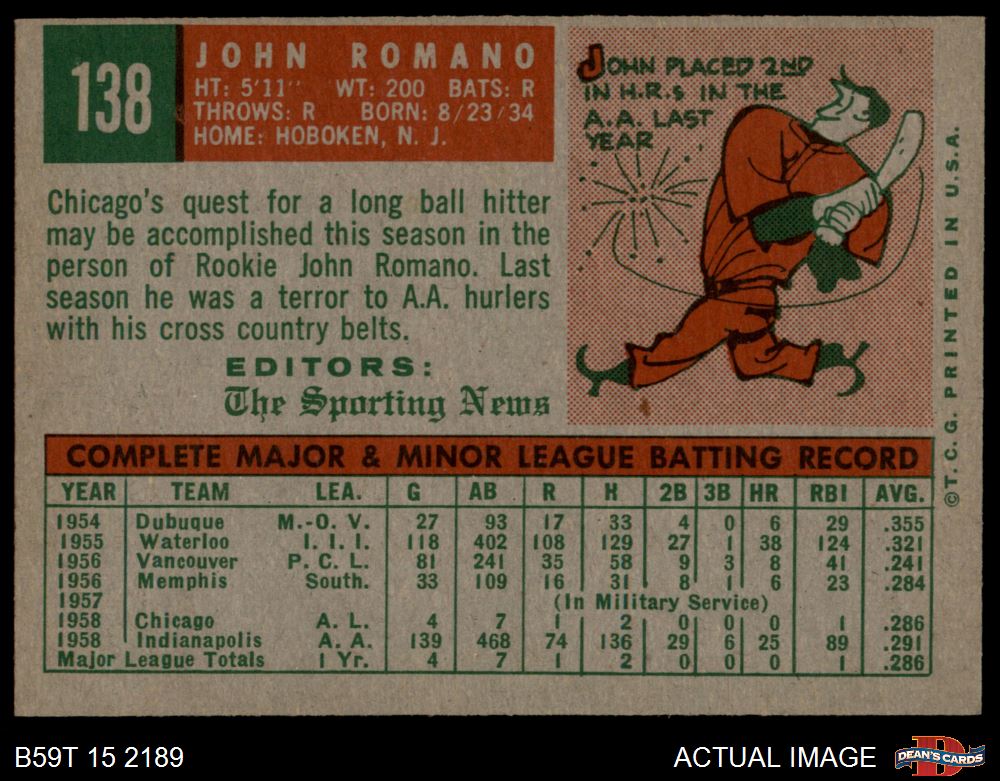 138
JOHN ROMANO
HT: 5'11" WT: 200 BATS: R
THROWS: R BORN: 8/23/34
HOME: HOBOKEN, N. J.
JOHN PLACED 2ND
IN H.R.s IN THE
A.A. LAST
YEAR
Chicago's quest for a long ball hitter
may be accomplished this season in the
person of Rookie John Romano. Last
season he was a terror to A.A. hurlers
with his cross country belts.
EDITORS:
The Sporting News
©T.C.G. PRINTED IN U.S.A.
COMPLETE MAJOR & MINOR LEAGUE BATTING RECORD
YEAR TEAM LEA. G AB R H 2B 3B HR RBI AVG.
1954 Dubuque M.-O. V. 27 93 17 33 4 0 6 29 .355
1955 Waterloo I. I. I. 118 402 108 129 27 1 38 124 .321
1956 Vancouver P. C. L. 81 241 35 58 9 3 8 41 .241
1956 Memphis South. 33 109 16 31 8 1 6 23 .284
1957 (In Military Service)
1958 Chicago A. L. 4 7 1 2 0 0 0 1 .286
1958 Indianapolis A. A. 139 468 74 136 29 6 25 89 .291
Major League Totals 1 Yr. 4 7 1 2 0 0 0 1 .286
B59T 15 2189
ACTUAL IMAGE
D
DEAN'S CARDS